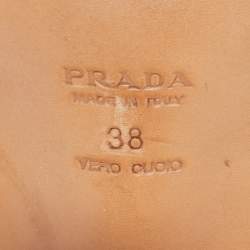 PRADA
MADE IN ITALY
38
VERO CUOIO